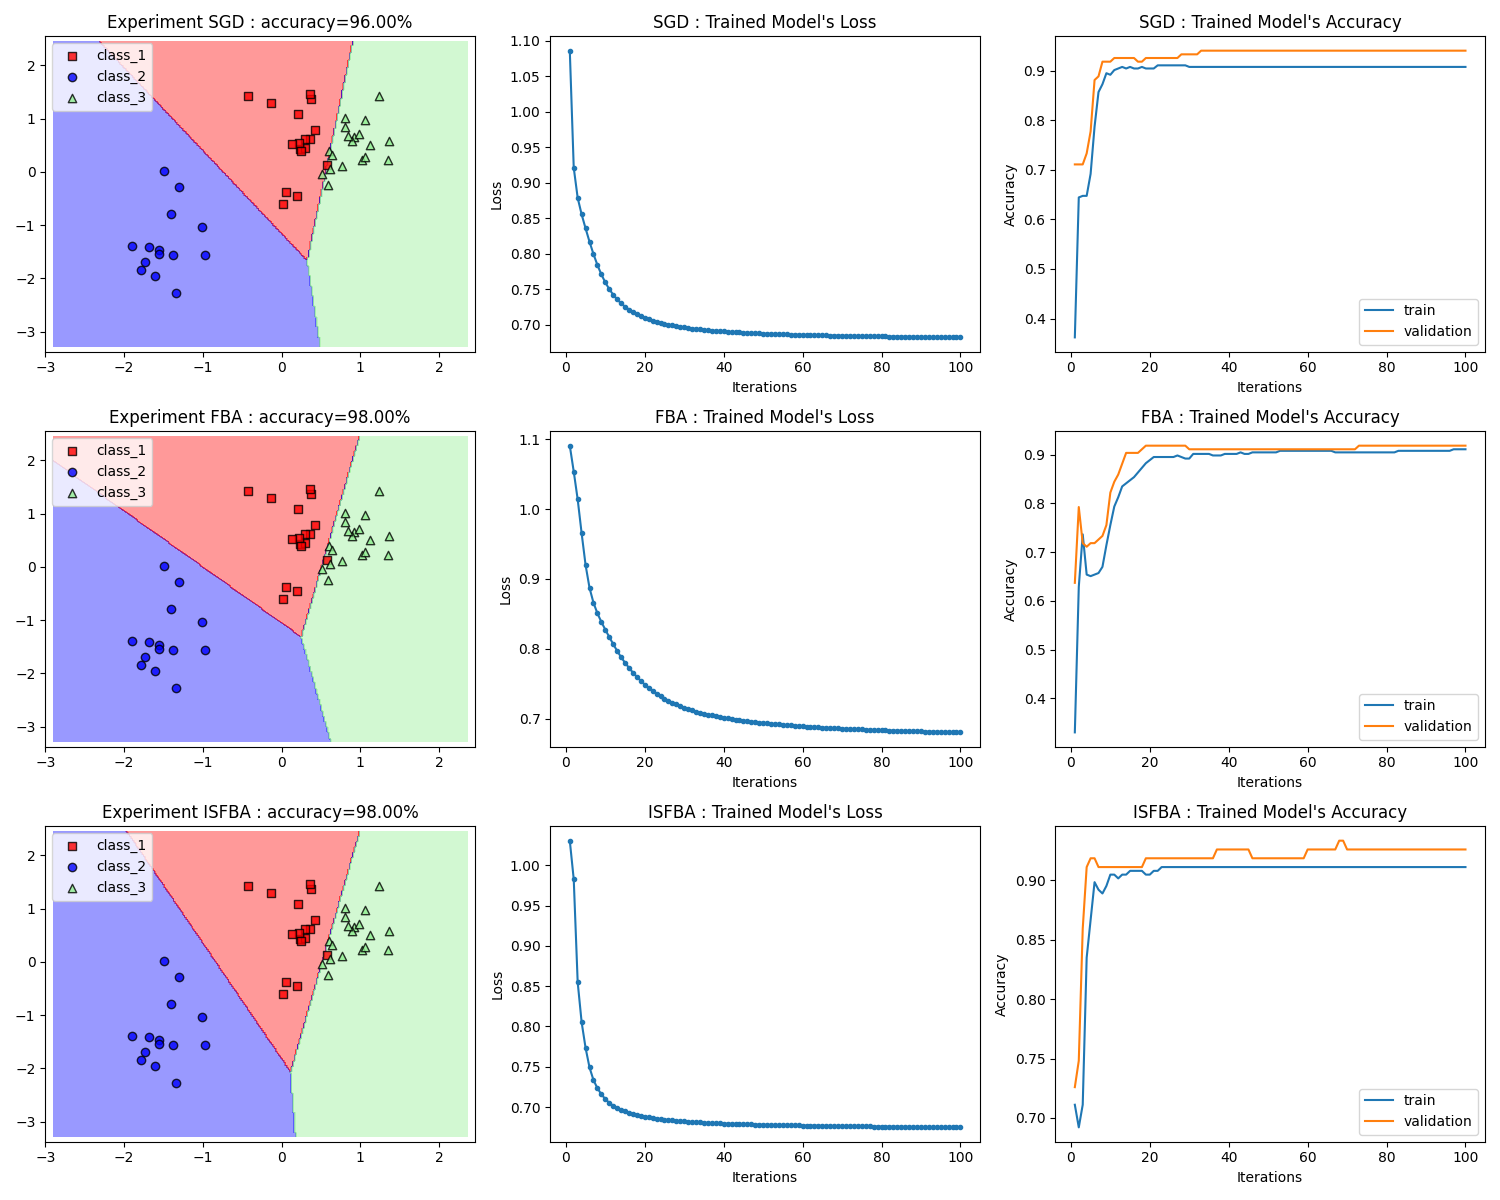 Experiment SGD : accuracy=96.00%
class_1
class_2
class_3
2
1
0
−1
−2
−3
−3 −2 −1 0 1 2
SGD : Trained Model's Loss
Loss
1.10
1.05
1.00
0.95
0.90
0.85
0.80
0.75
0.70
0 20 40 60 80 100
Iterations
SGD : Trained Model's Accuracy
Accuracy
0.9
0.8
0.7
0.6
0.5
0.4
train
validation
0 20 40 60 80 100
Iterations
Experiment FBA : accuracy=98.00%
class_1
class_2
class_3
2
1
0
−1
−2
−3
−3 −2 −1 0 1 2
FBA : Trained Model's Loss
Loss
1.1
1.0
0.9
0.8
0.7
0 20 40 60 80 100
Iterations
FBA : Trained Model's Accuracy
Accuracy
0.9
0.8
0.7
0.6
0.5
0.4
train
validation
0 20 40 60 80 100
Iterations
Experiment ISFBA : accuracy=98.00%
class_1
class_2
class_3
2
1
0
−1
−2
−3
−3 −2 −1 0 1 2
ISFBA : Trained Model's Loss
Loss
1.00
0.95
0.90
0.85
0.80
0.75
0.70
0 20 40 60 80 100
Iterations
ISFBA : Trained Model's Accuracy
Accuracy
0.90
0.85
0.80
0.75
0.70
train
validation
0 20 40 60 80 100
Iterations